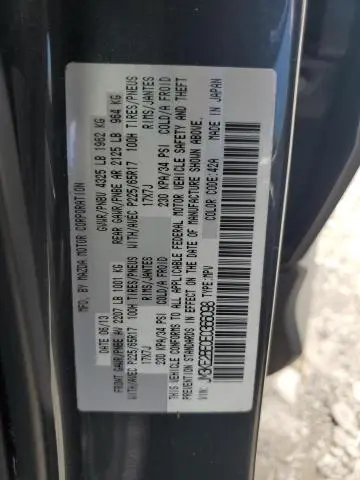 MFD. BY MAZDA MOTOR CORPORATION
DATE 06/13 GVWR/PNBV 4325 LB 1962 KG
FRONT GAWR/PNBE AV 2207 LB 1001 KG REAR GAWR/PNBE AR 2125 LB 964 KG
WITH/AVEC P225/65R17 100H TIRES/PNEUS WITH/AVEC P225/65R17 100H TIRES/PNEUS
17X7J RIMS/JANTES 17X7J RIMS/JANTES
230 KPA/34 PSI COLD/A FROID 230 KPA/34 PSI COLD/A FROID
THIS VEHICLE CONFORMS TO ALL APPLICABLE FEDERAL MOTOR VEHICLE SAFETY AND THEFT
PREVENTION STANDARDS IN EFFECT ON THE DATE OF MANUFACTURE SHOWN ABOVE.
VIN: TYPE:MPV COLOR CODE:42A
MADE IN JAPAN